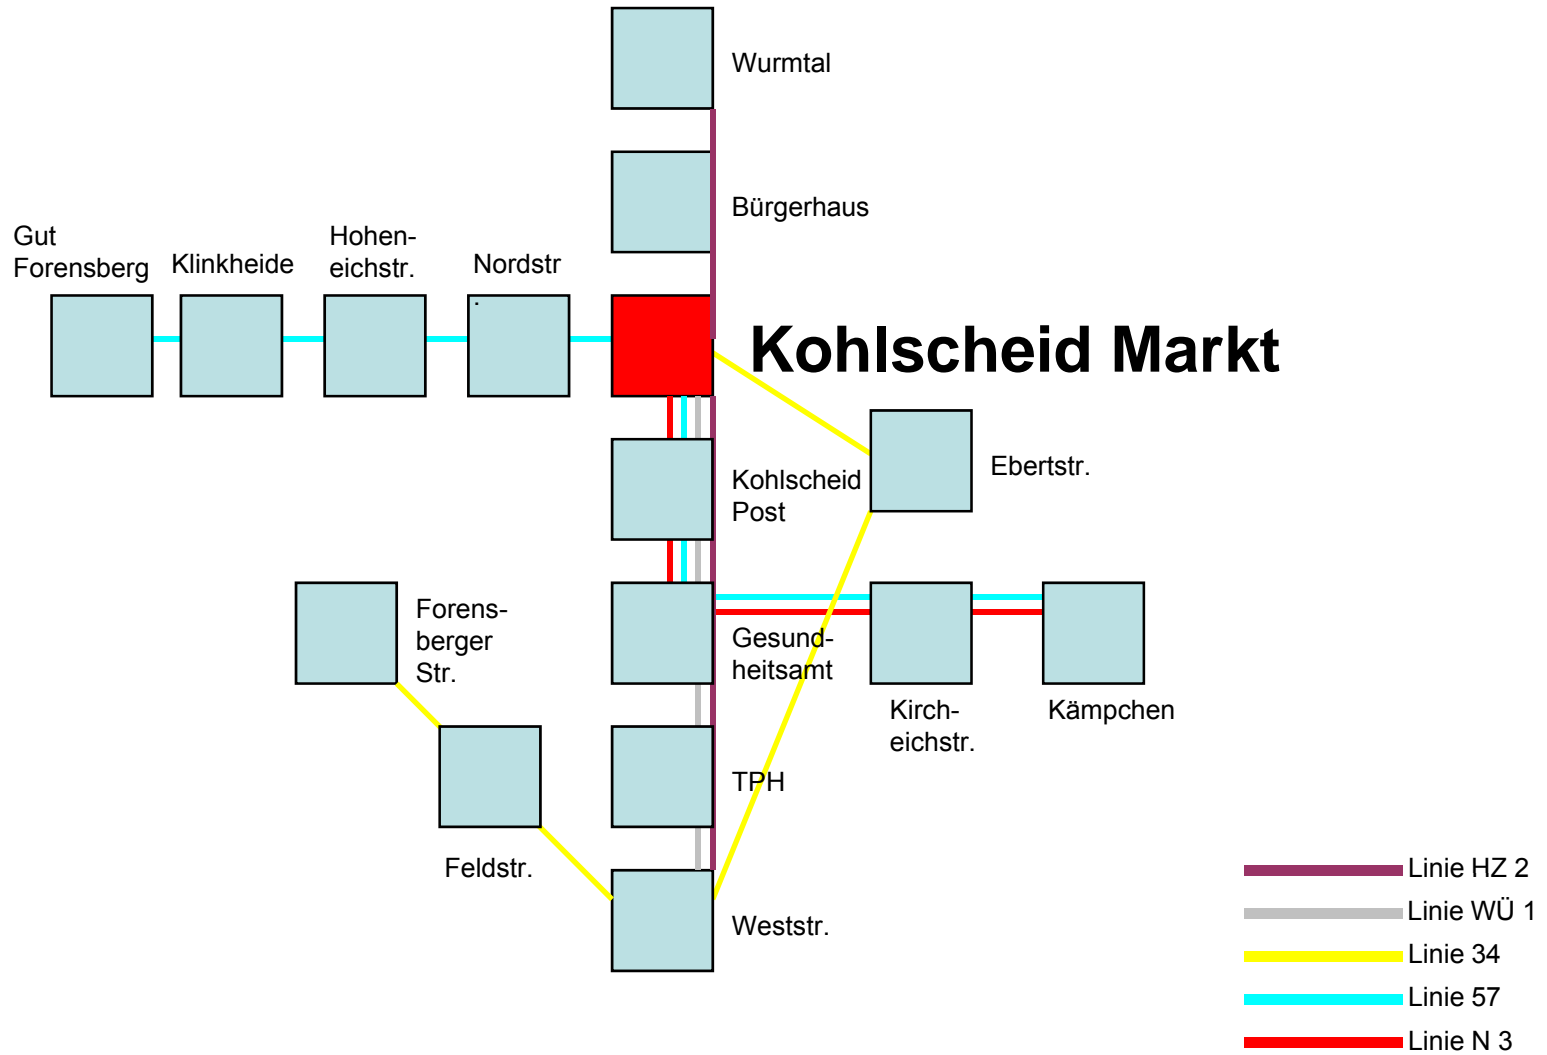 Wurmtal
Bürgerhaus
Gut
Forensberg
Klinkheide
Hohen-
eichstr.
Nordstr
.
Kohlscheid Markt
Kohlscheid
Post
Ebertstr.
Forens-
berger
Str.
Gesund-
heitsamt
Kirch-
eichstr.
Kämpchen
TPH
Feldstr.
Weststr.
Linie HZ 2
Linie WÜ 1
Linie 34
Linie 57
Linie N 3